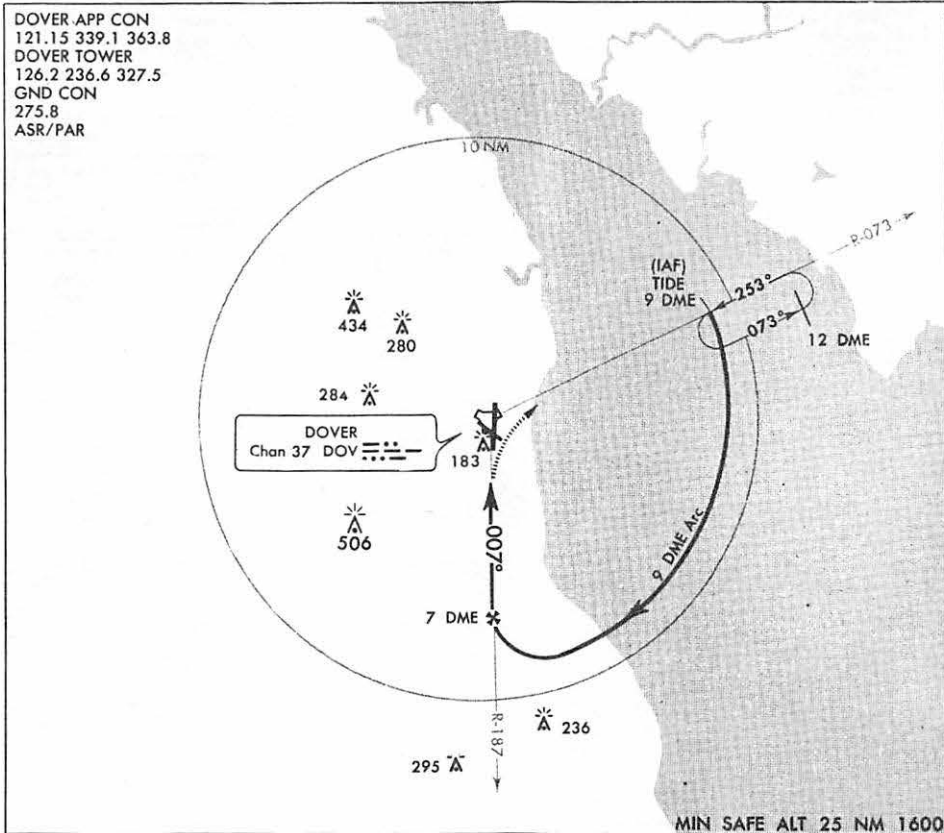 DOVER APP CON
121.15 339.1 363.8
DOVER TOWER
126.2 236.6 327.5
GND CON
275.8
ASR/PAR
10 NM
R-073
(IAF)
TIDE
9 DME
253°
073°
12 DME
434
280
284
DOVER
Chan 37 DOV
183
506
007°
9 DME Arc
7 DME
R-187
236
295
MIN SAFE ALT 25 NM 1600